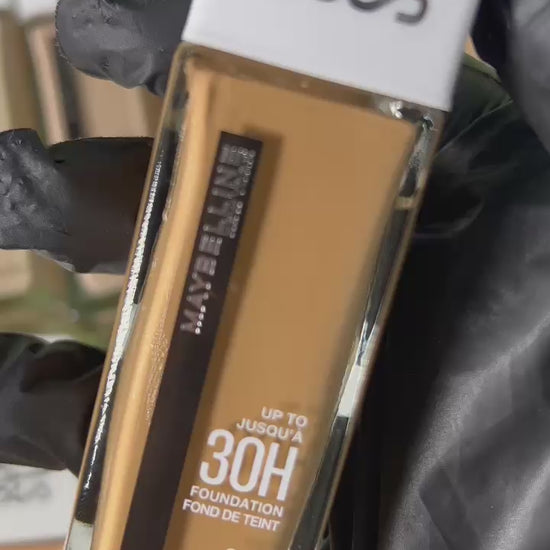 MAYBELLINE
UP TO
JUSQU'À
30H
FOUNDATION
FOND DE TEINT